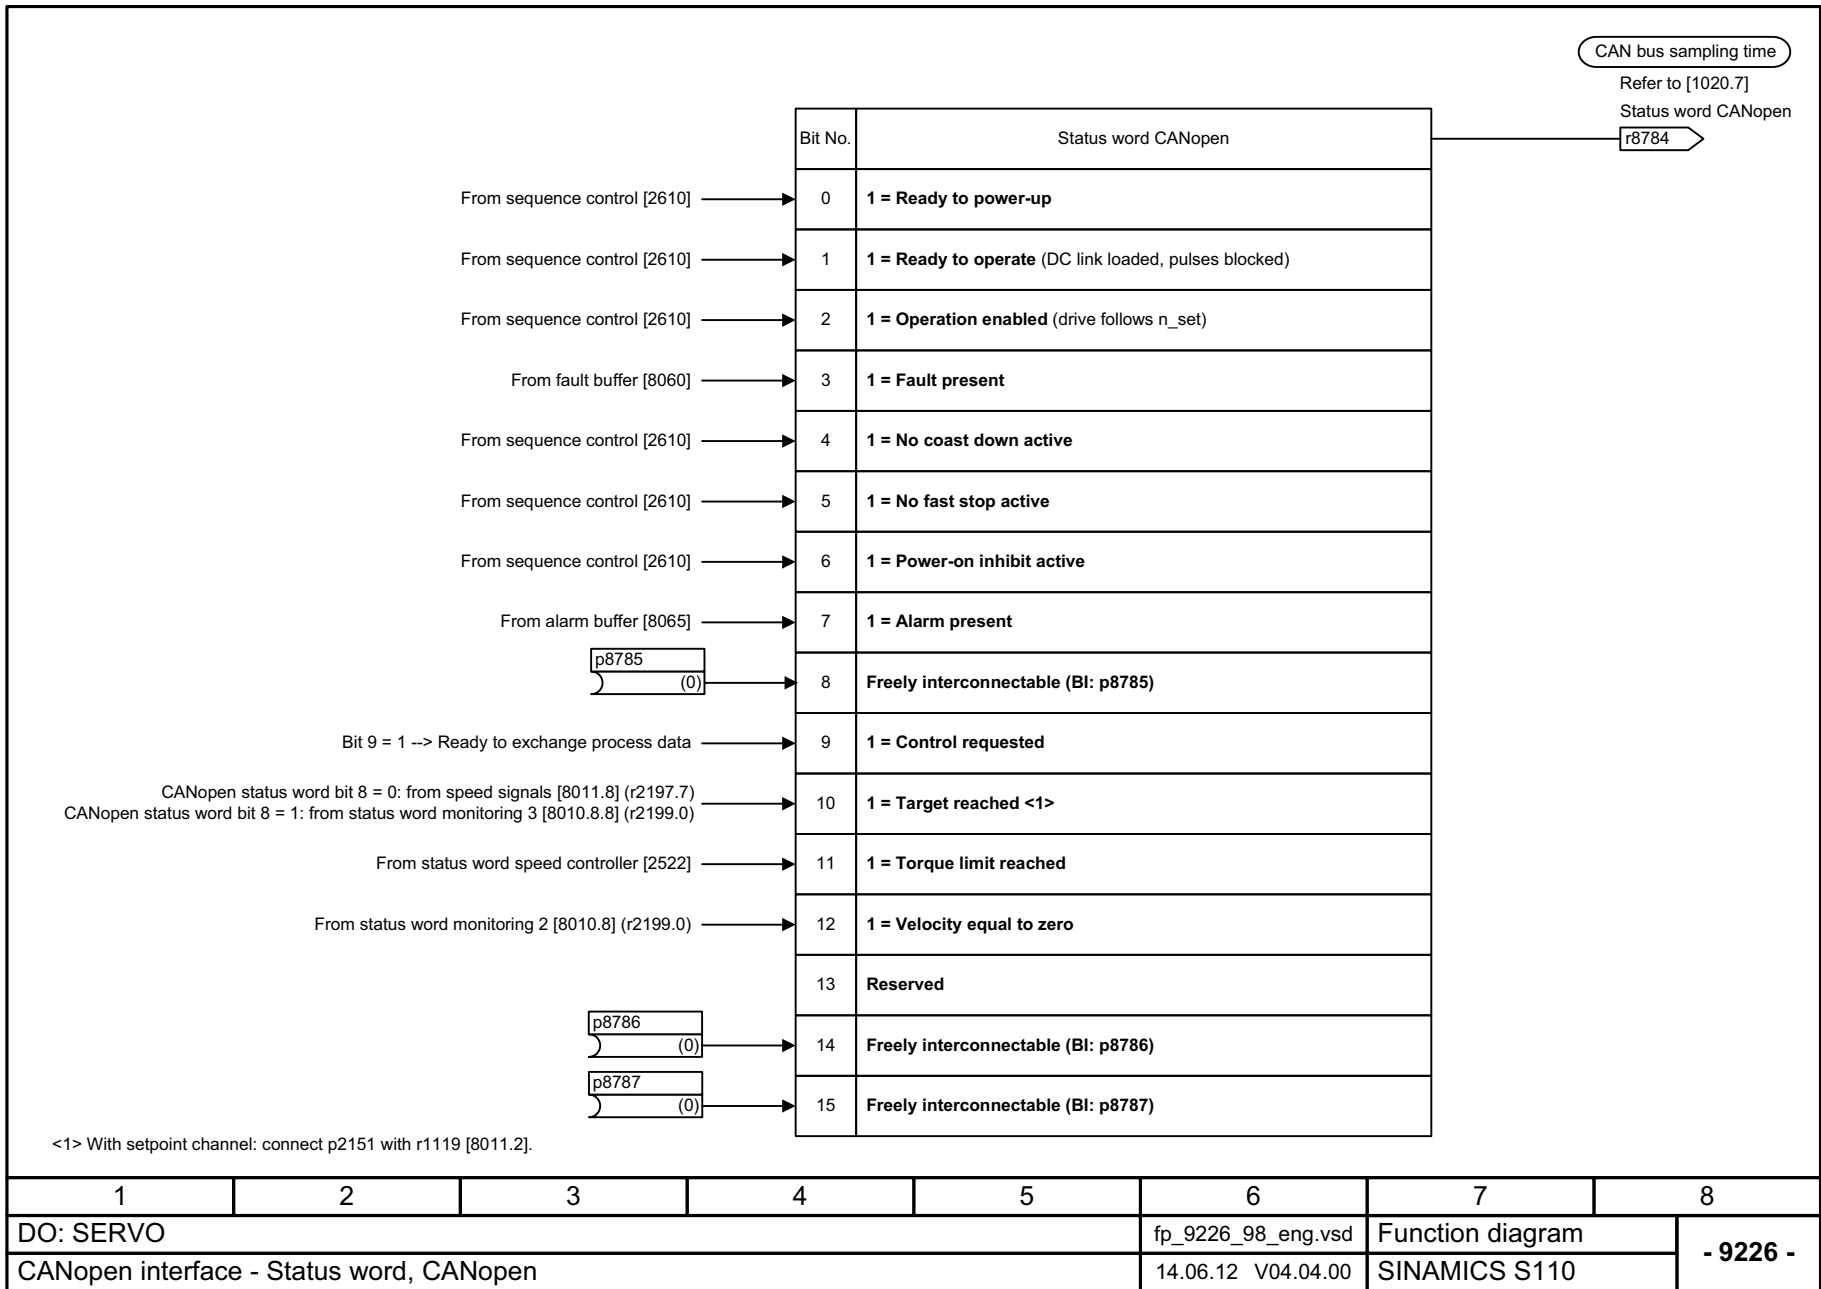 CAN bus sampling time
Refer to [1020.7]
Status word CANopen
r8784
Bit No. Status word CANopen
From sequence control [2610] 0 1 = Ready to power-up
From sequence control [2610] 1 1 = Ready to operate (DC link loaded, pulses blocked)
From sequence control [2610] 2 1 = Operation enabled (drive follows n_set)
From fault buffer [8060] 3 1 = Fault present
From sequence control [2610] 4 1 = No coast down active
From sequence control [2610] 5 1 = No fast stop active
From sequence control [2610] 6 1 = Power-on inhibit active
From alarm buffer [8065] 7 1 = Alarm present
p8785
(0) 8 Freely interconnectable (BI: p8785)
Bit 9 = 1 --> Ready to exchange process data 9 1 = Control requested
CANopen status word bit 8 = 0: from speed signals [8011.8] (r2197.7)
CANopen status word bit 8 = 1: from status word monitoring 3 [8010.8.8] (r2199.0)
10 1 = Target reached <1>
From status word speed controller [2522] 11 1 = Torque limit reached
From status word monitoring 2 [8010.8] (r2199.0) 12 1 = Velocity equal to zero
13 Reserved
p8786
(0) 14 Freely interconnectable (BI: p8786)
p8787
(0) 15 Freely interconnectable (BI: p8787)
<1> With setpoint channel: connect p2151 with r1119 [8011.2].
1 2 3 4 5 6 7 8
DO: SERVO fp_9226_98_eng.vsd Function diagram
- 9226 -
CANopen interface - Status word, CANopen 14.06.12 V04.04.00 SINAMICS S110